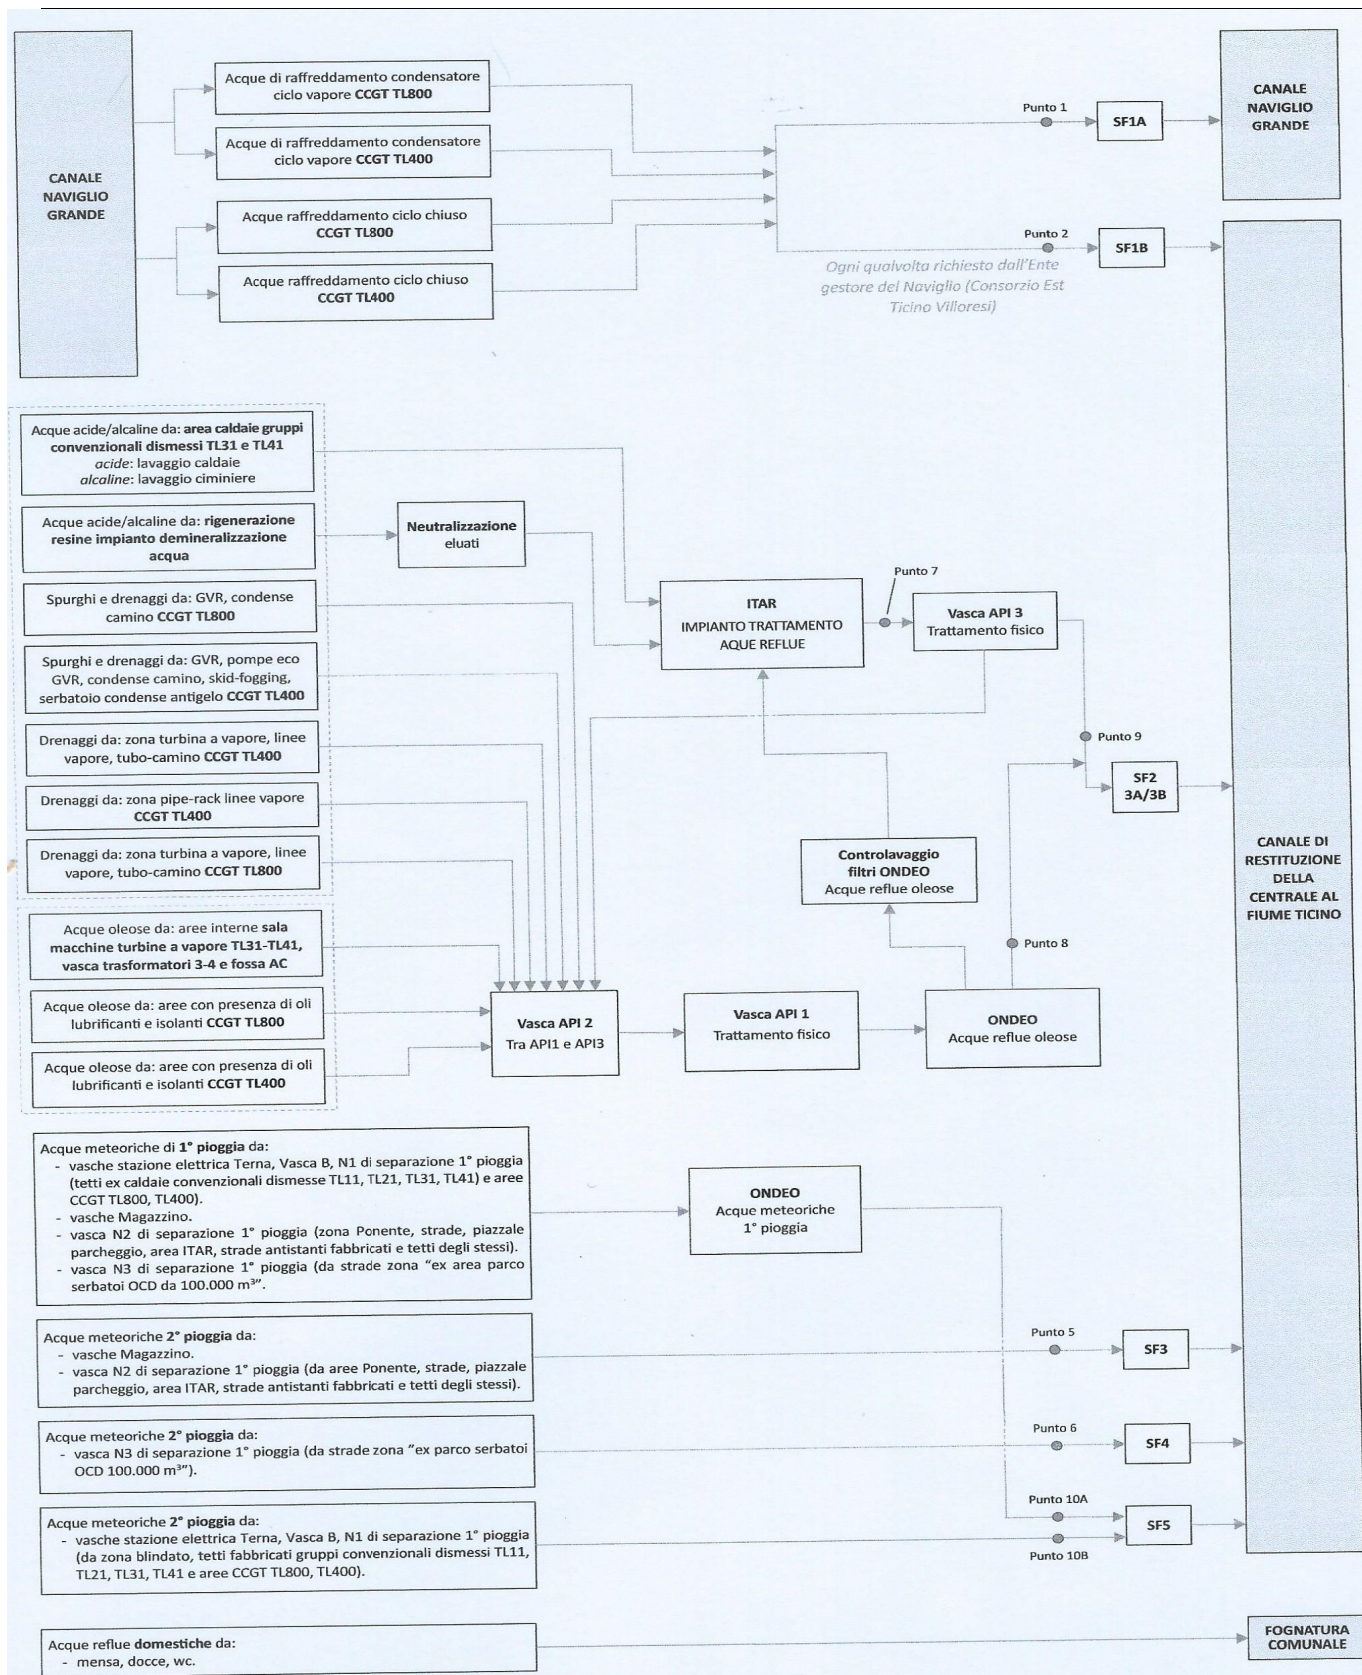 CANALE
NAVIGLIO
GRANDE
Acque di raffreddamento condensatore
ciclo vapore CCGT TL800
Acque di raffreddamento condensatore
ciclo vapore CCGT TL400
Acque raffreddamento ciclo chiuso
CCGT TL800
Acque raffreddamento ciclo chiuso
CCGT TL400
Punto 1
SF1A
CANALE
NAVIGLIO
GRANDE
Punto 2
SF1B
Ogni qualvolta richiesto dall'Ente
gestore del Naviglio (Consorzio Est
Ticino Villoresi)
Acque acide/alcaline da: area caldaie gruppi
convenzionali dismessi TL31 e TL41
acide: lavaggio caldaie
alcaline: lavaggio ciminiere
Acque acide/alcaline da: rigenerazione
resine impianto demineralizzazione
acqua
Neutralizzazione
eluati
Spurghi e drenaggi da: GVR, condense
camino CCGT TL800
Spurghi e drenaggi da: GVR, pompe eco
GVR, condense camino, skid-fogging,
serbatoio condense antigelo CCGT TL400
Drenaggi da: zona turbina a vapore, linee
vapore, tubo-camino CCGT TL400
Drenaggi da: zona pipe-rack linee vapore
CCGT TL400
Drenaggi da: zona turbina a vapore, linee
vapore, tubo-camino CCGT TL800
ITAR
IMPIANTO TRATTAMENTO
AQUE REFLUE
Punto 7
Vasca API 3
Trattamento fisico
Punto 9
SF2
3A/3B
Controlavaggio
filtri ONDEO
Acque reflue oleose
Punto 8
CANALE DI
RESTITUZIONE
DELLA
CENTRALE AL
FIUME TICINO
Acque oleose da: aree interne sala
macchine turbine a vapore TL31-TL41,
vasca trasformatori 3-4 e fossa AC
Acque oleose da: aree con presenza di oli
lubrificanti e isolanti CCGT TL800
Acque oleose da: aree con presenza di oli
lubrificanti e isolanti CCGT TL400
Vasca API 2
Tra API1 e API3
Vasca API 1
Trattamento fisico
ONDEO
Acque reflue oleose
Acque meteoriche di 1° pioggia da:
- vasche stazione elettrica Terna, Vasca B, N1 di separazione 1° pioggia
(tetti ex caldaie convenzionali dismesse TL11, TL21, TL31, TL41) e aree
CCGT TL800, TL400).
- vasche Magazzino.
- vasca N2 di separazione 1° pioggia (zona Ponente, strade, piazzale
parcheggio, area ITAR, strade antistanti fabbricati e tetti degli stessi).
- vasca N3 di separazione 1° pioggia (da strade zona "ex area parco
serbatoi OCD da 100.000 m³".
ONDEO
Acque meteoriche
1° pioggia
Acque meteoriche 2° pioggia da:
- vasche Magazzino.
- vasca N2 di separazione 1° pioggia (da aree Ponente, strade, piazzale
parcheggio, area ITAR, strade antistanti fabbricati e tetti degli stessi).
Punto 5
SF3
Acque meteoriche 2° pioggia da:
- vasca N3 di separazione 1° pioggia (da strade zona "ex parco serbatoi
OCD 100.000 m³").
Punto 6
SF4
Acque meteoriche 2° pioggia da:
- vasche stazione elettrica Terna, Vasca B, N1 di separazione 1° pioggia
(da zona blindato, tetti fabbricati gruppi convenzionali dismessi TL11,
TL21, TL31, TL41 e aree CCGT TL800, TL400).
Punto 10A
SF5
Punto 10B
Acque reflue domestiche da:
- mensa, docce, wc.
FOGNATURA
COMUNALE